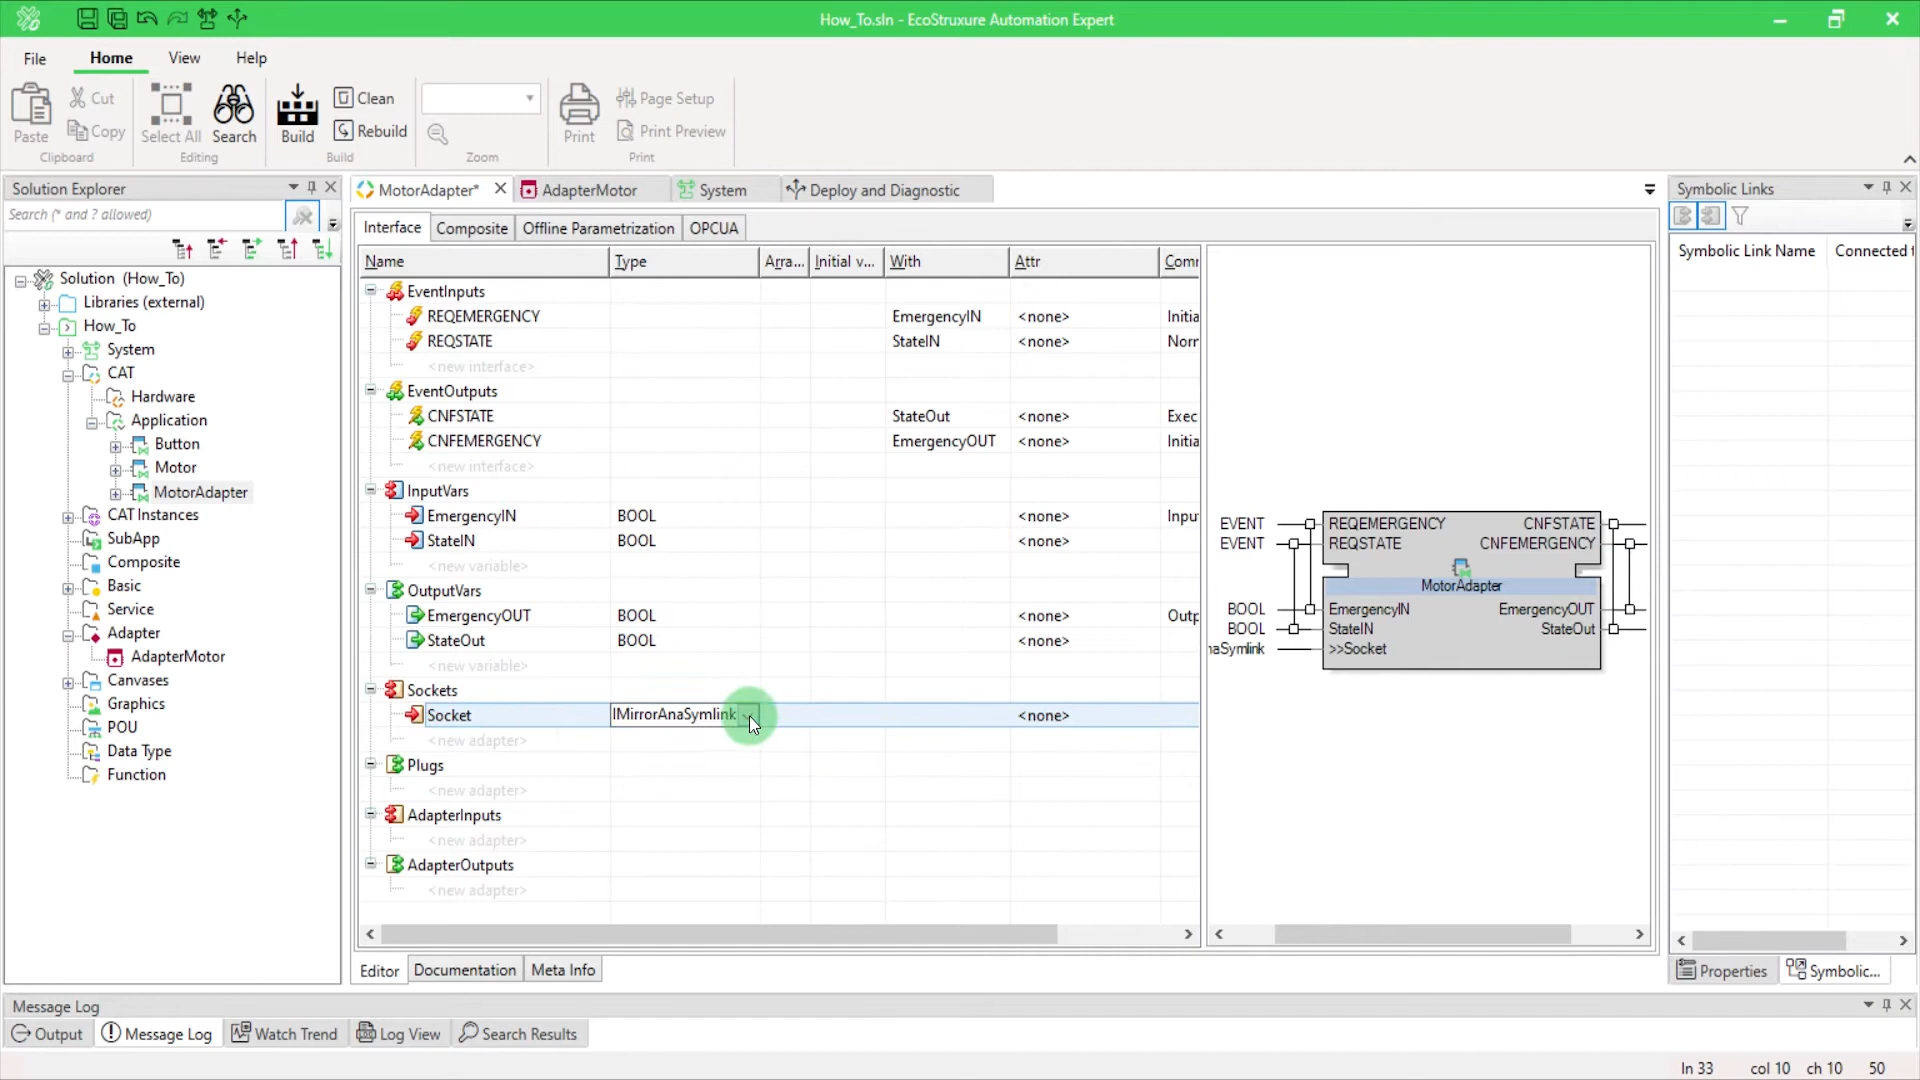 How_To.sln - EcoStruxure Automation Expert
File Home View Help
Paste Cut Copy Clipboard
Select All Search Editing
Build Clean Rebuild Build
Zoom
Print Page Setup Print Preview Print
Solution Explorer
Search (* and ? allowed)
Solution (How_To)
Libraries (external)
How_To
System
CAT
Hardware
Application
Button
Motor
MotorAdapter
CAT Instances
SubApp
Composite
Basic
Service
Adapter
AdapterMotor
Canvases
Graphics
POU
Data Type
Function
MotorAdapter* AdapterMotor System Deploy and Diagnostic
Interface Composite Offline Parametrization OPCUA
Name Type Arra... Initial v... With Attr Comr
EventInputs
REQEMERGENCY EmergencyIN <none> Initia
REQSTATE StateIN <none> Norr
<new interface>
EventOutputs
CNFSTATE StateOut <none> Exec
CNFEMERGENCY EmergencyOUT <none> Initia
<new interface>
InputVars
EmergencyIN BOOL <none> Input
StateIN BOOL <none>
<new variable>
OutputVars
EmergencyOUT BOOL <none> Outp
StateOut BOOL <none>
<new variable>
Sockets
Socket IMirrorAnaSymlink <none>
<new adapter>
Plugs
<new adapter>
AdapterInputs
<new adapter>
AdapterOutputs
<new adapter>
EVENT REQEMERGENCY CNFSTATE
EVENT REQSTATE CNFEMERGENCY
MotorAdapter
BOOL EmergencyIN EmergencyOUT
BOOL StateIN StateOut
naSymlink >>Socket
Editor Documentation Meta Info
Symbolic Links
Symbolic Link Name Connected t
Properties Symbolic...
Message Log
Output Message Log Watch Trend Log View Search Results
ln 33 col 10 ch 10 50